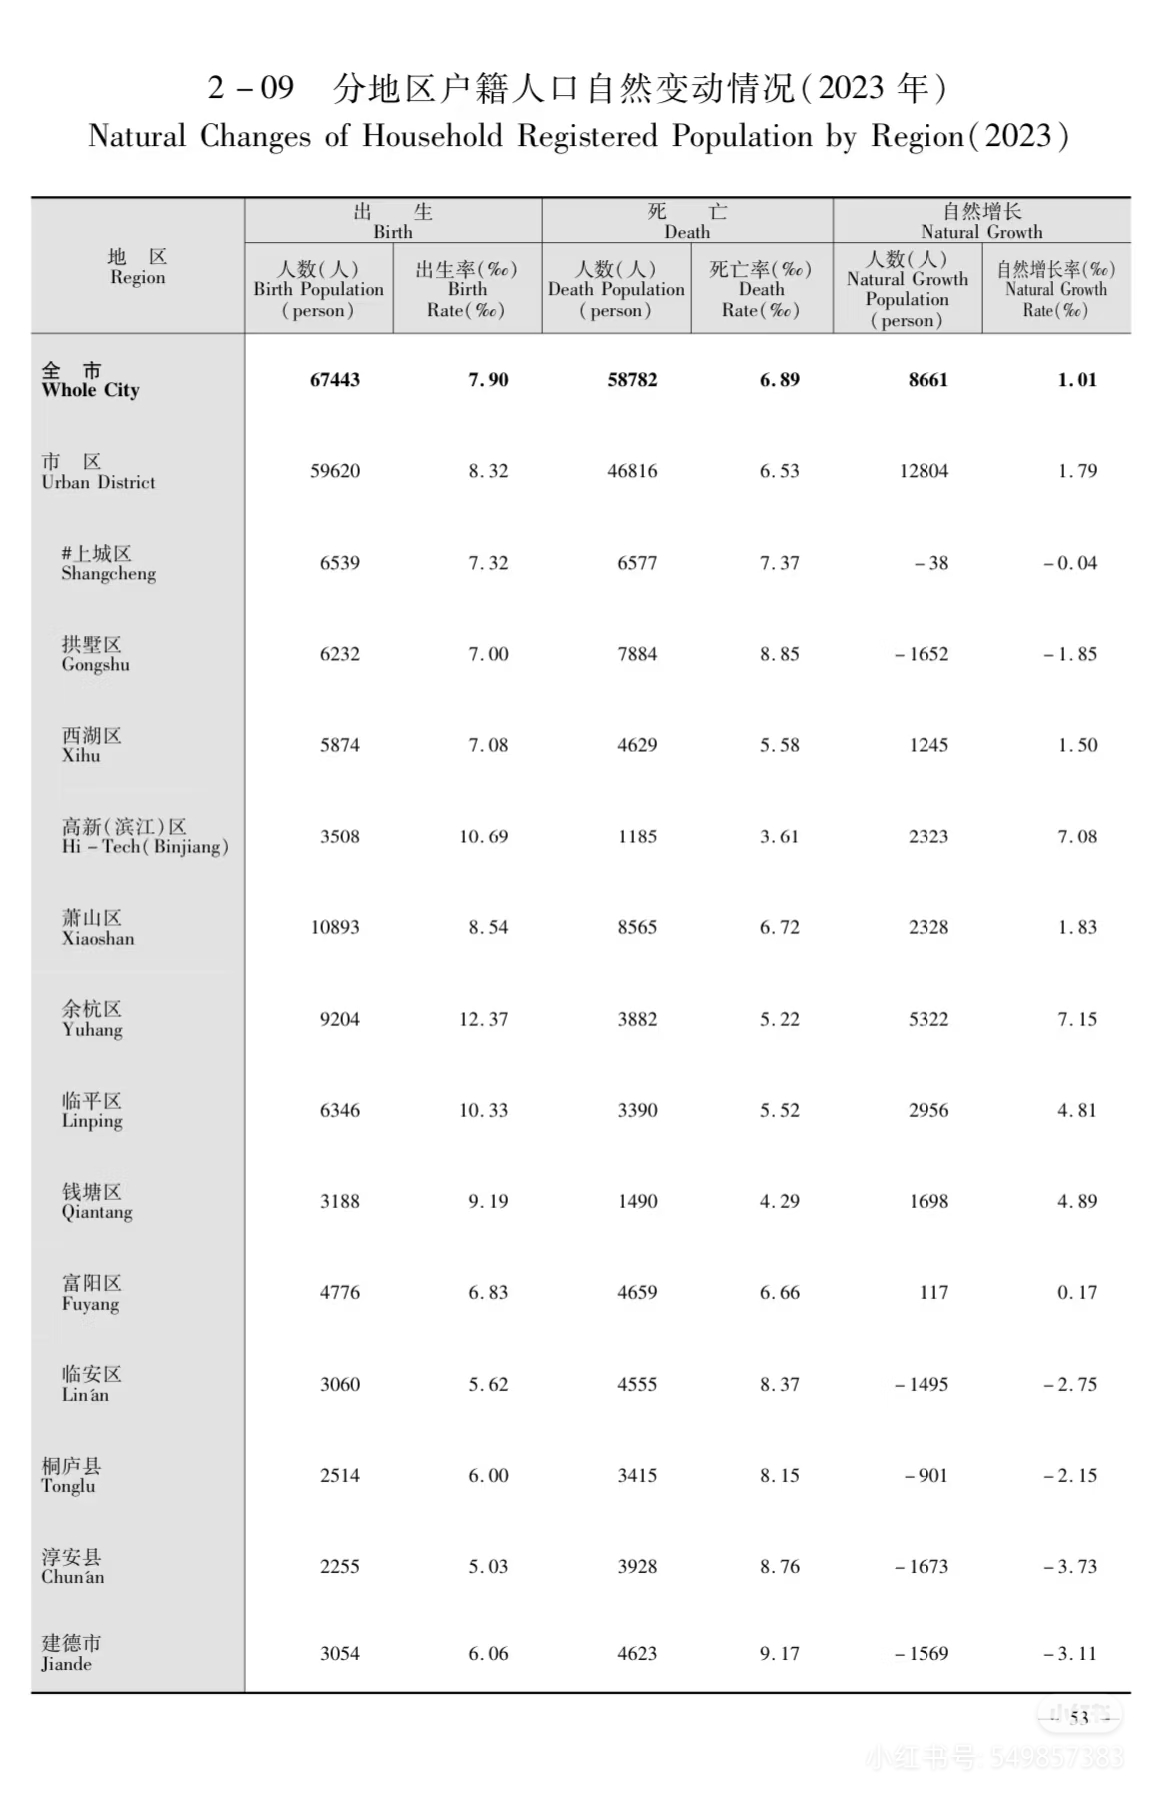 2-09 分地区户籍人口自然变动情况(2023年)
Natural Changes of Household Registered Population by Region(2023)
地 区
Region
出 生
Birth
死 亡
Death
自然增长
Natural Growth
人数(人)
Birth Population
(person)
出生率(‰)
Birth
Rate(‰)
人数(人)
Death Population
(person)
死亡率(‰)
Death
Rate(‰)
人数(人)
Natural Growth
Population
(person)
自然增长率(‰)
Natural Growth
Rate(‰)
全 市
Whole City
67443 7.90 58782 6.89 8661 1.01
市 区
Urban District
59620 8.32 46816 6.53 12804 1.79
#上城区
Shangcheng
6539 7.32 6577 7.37 -38 -0.04
拱墅区
Gongshu
6232 7.00 7884 8.85 -1652 -1.85
西湖区
Xihu
5874 7.08 4629 5.58 1245 1.50
高新(滨江)区
Hi-Tech(Binjiang)
3508 10.69 1185 3.61 2323 7.08
萧山区
Xiaoshan
10893 8.54 8565 6.72 2328 1.83
余杭区
Yuhang
9204 12.37 3882 5.22 5322 7.15
临平区
Linping
6346 10.33 3390 5.52 2956 4.81
钱塘区
Qiantang
3188 9.19 1490 4.29 1698 4.89
富阳区
Fuyang
4776 6.83 4659 6.66 117 0.17
临安区
Lin'an
3060 5.62 4555 8.37 -1495 -2.75
桐庐县
Tonglu
2514 6.00 3415 8.15 -901 -2.15
淳安县
Chun'an
2255 5.03 3928 8.76 -1673 -3.73
建德市
Jiande
3054 6.06 4623 9.17 -1569 -3.11
小红书
— 53 —
小红书号: 549857383